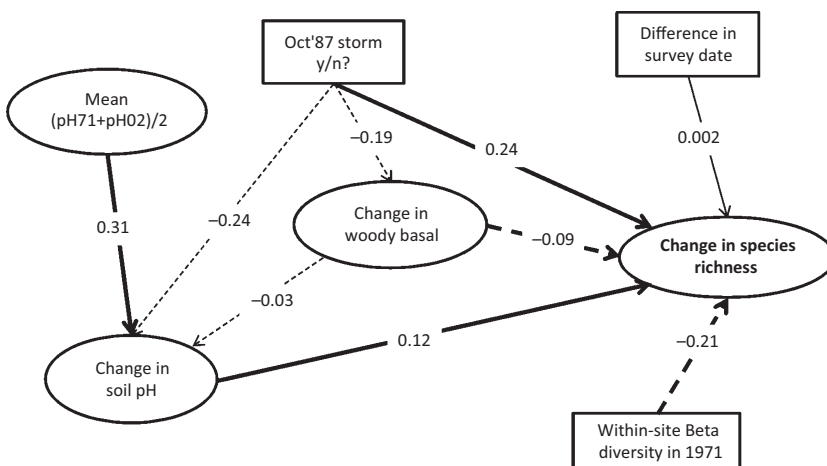 Oct'87 storm
y/n?
Difference in
survey date
Mean
(pH71+pH02)/2
–0.19
0.24
0.002
0.31
–0.24
Change in
woody basal
–0.09
Change in species
richness
–0.03
0.12
–0.21
Change in
soil pH
Within-site Beta
diversity in 1971